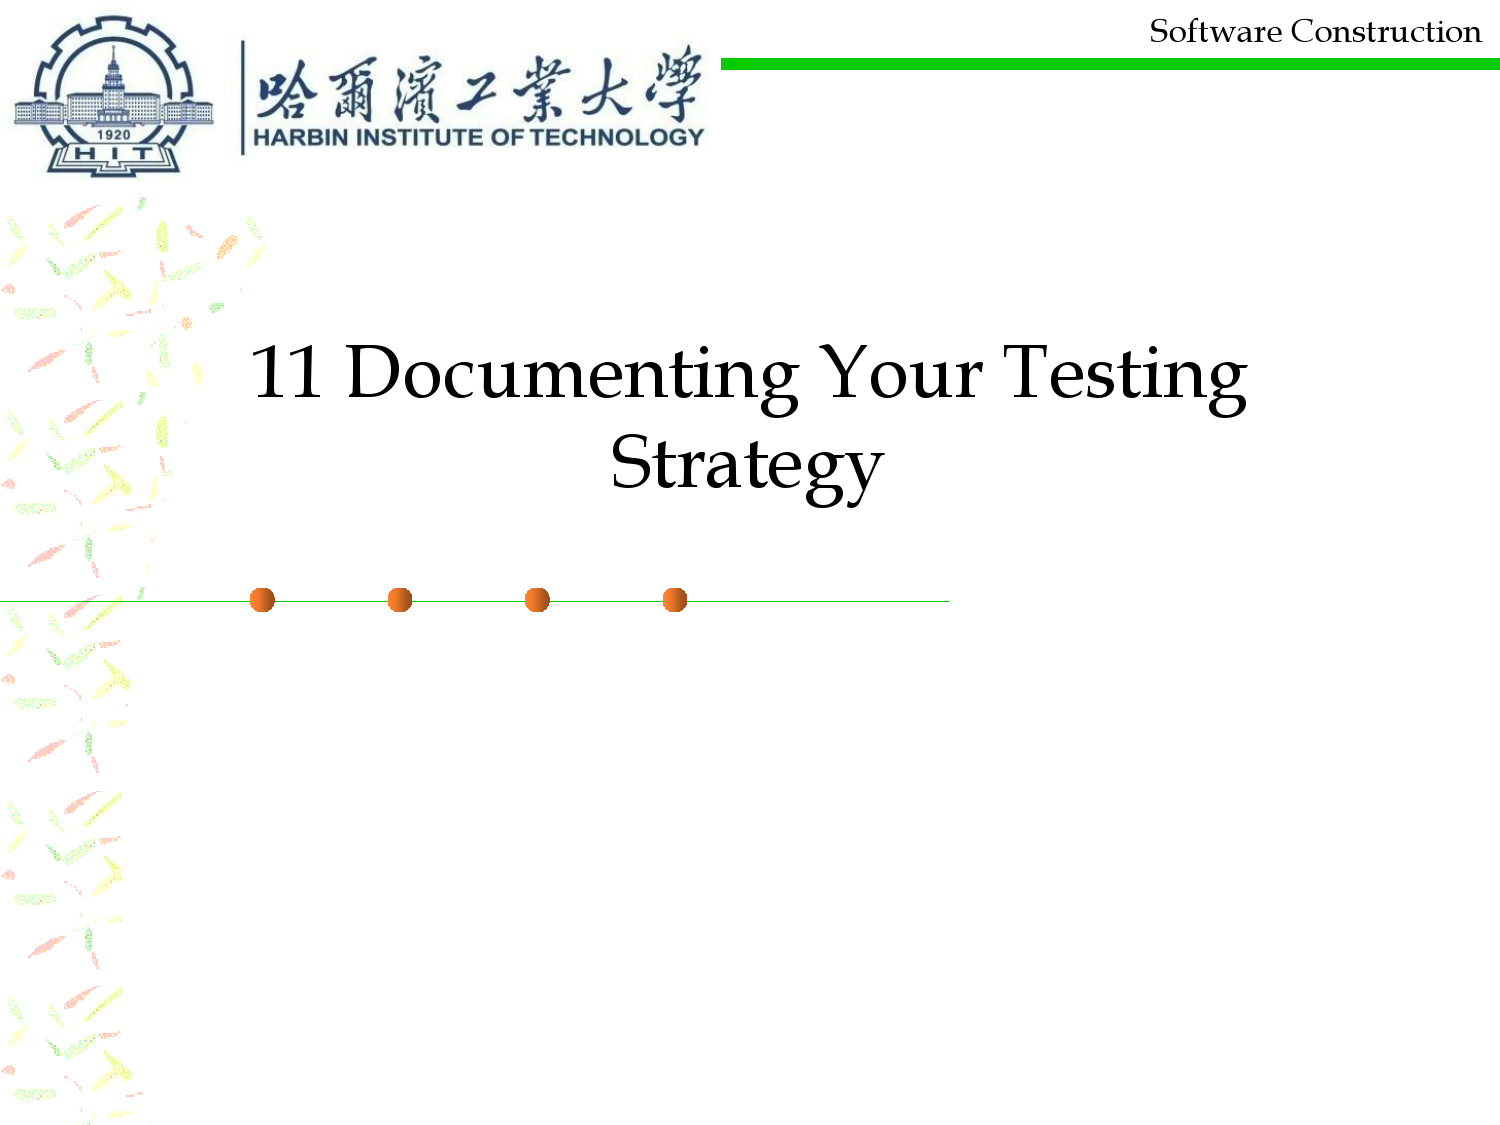 Software Construction
哈爾濱工業大學
HARBIN INSTITUTE OF TECHNOLOGY
1920
HIT
11 Documenting Your Testing
Strategy